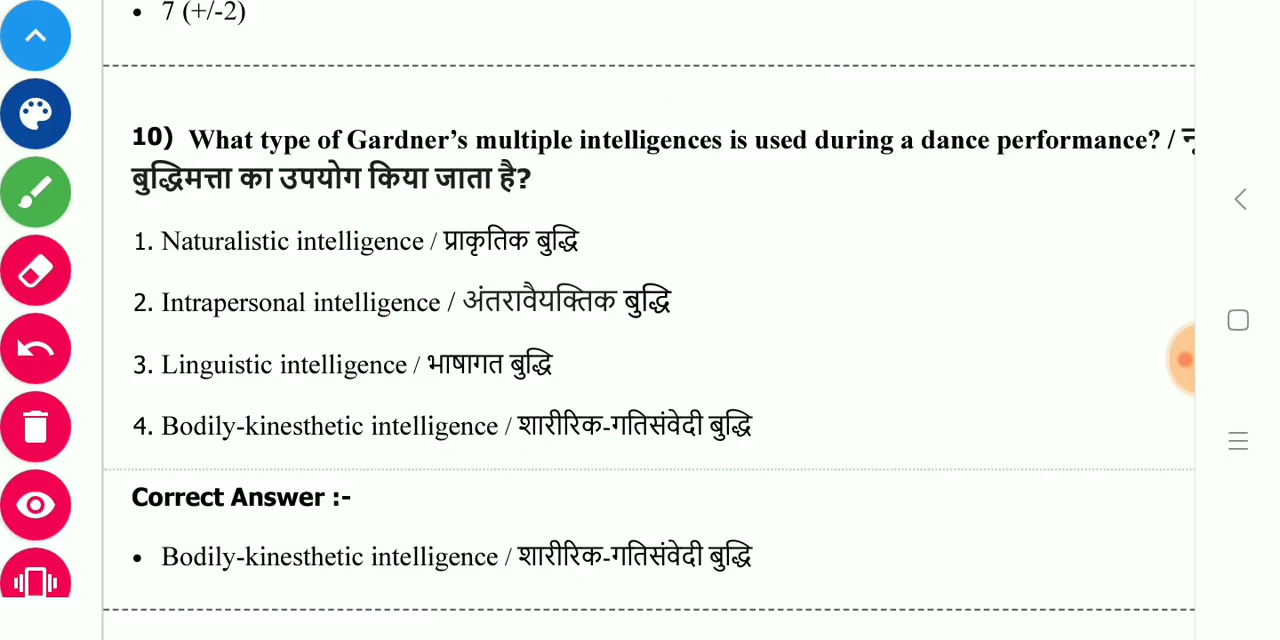 • 7 (+/-2)
10) What type of Gardner’s multiple intelligences is used during a dance performance? /
बुद्धिमत्ता का उपयोग किया जाता है?
1. Naturalistic intelligence / प्राकृतिक बुद्धि
2. Intrapersonal intelligence / अंतरावैयक्तिक बुद्धि
3. Linguistic intelligence / भाषागत बुद्धि
4. Bodily-kinesthetic intelligence / शारीरिक-गतिसंवेदी बुद्धि
Correct Answer :-
• Bodily-kinesthetic intelligence / शारीरिक-गतिसंवेदी बुद्धि